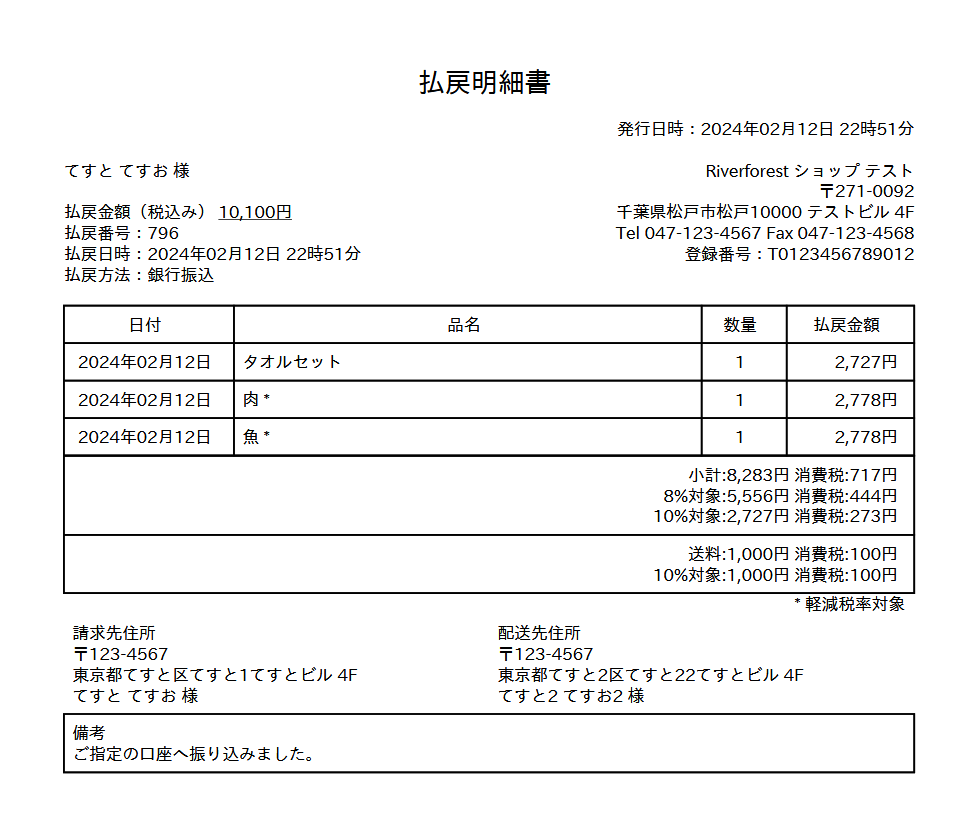 払戻明細書
発行日時：2024年02月12日 22時51分
てすと てすお 様
Riverforest ショップ テスト
〒271-0092
払戻金額（税込み） 10,100円
千葉県松戸市松戸10000 テストビル 4F
払戻番号：796
Tel 047-123-4567 Fax 047-123-4568
払戻日時：2024年02月12日 22時51分
登録番号：T0123456789012
払戻方法：銀行振込
日付 品名 数量 払戻金額
2024年02月12日 タオルセット 1 2,727円
2024年02月12日 肉 * 1 2,778円
2024年02月12日 魚 * 1 2,778円
小計:8,283円 消費税:717円
8%対象:5,556円 消費税:444円
10%対象:2,727円 消費税:273円
送料:1,000円 消費税:100円
10%対象:1,000円 消費税:100円
* 軽減税率対象
請求先住所
〒123-4567
東京都てすと区てすと1てすとビル 4F
てすと てすお 様
配送先住所
〒123-4567
東京都てすと2区てすと22てすとビル 4F
てすと2 てすお2 様
備考
ご指定の口座へ振り込みました。